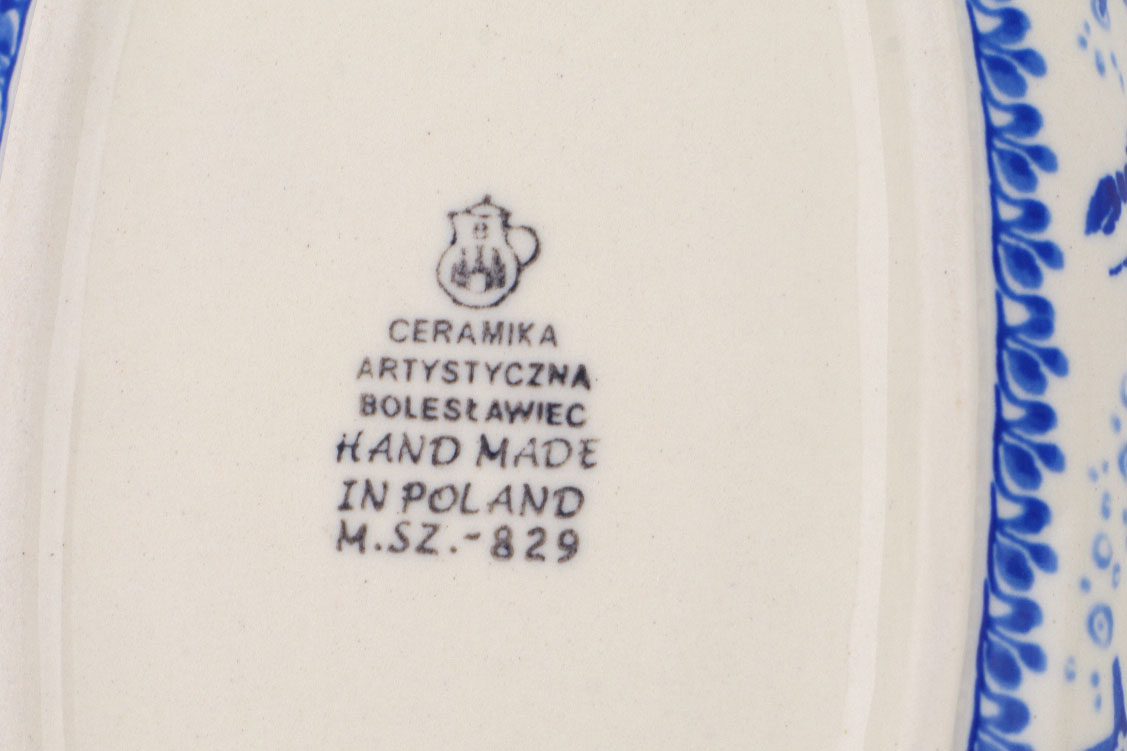 CERAMIKA
ARTYSTYCZNA
BOLESŁAWIEC
HAND MADE
IN POLAND
M.SZ.-829